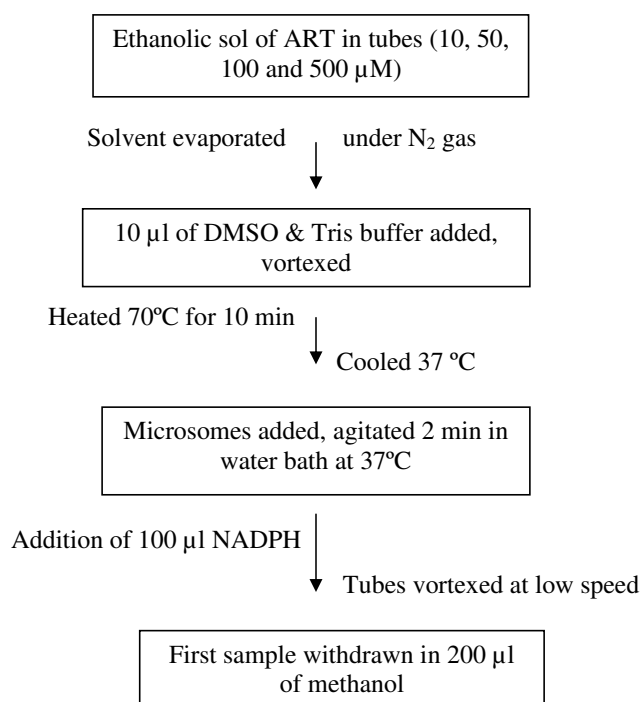 Ethanolic sol of ART in tubes (10, 50,
100 and 500 µM)
Solvent evaporated under N₂ gas
10 µl of DMSO & Tris buffer added,
vortexed
Heated 70ºC for 10 min
Cooled 37 ºC
Microsomes added, agitated 2 min in
water bath at 37ºC
Addition of 100 µl NADPH
Tubes vortexed at low speed
First sample withdrawn in 200 µl
of methanol